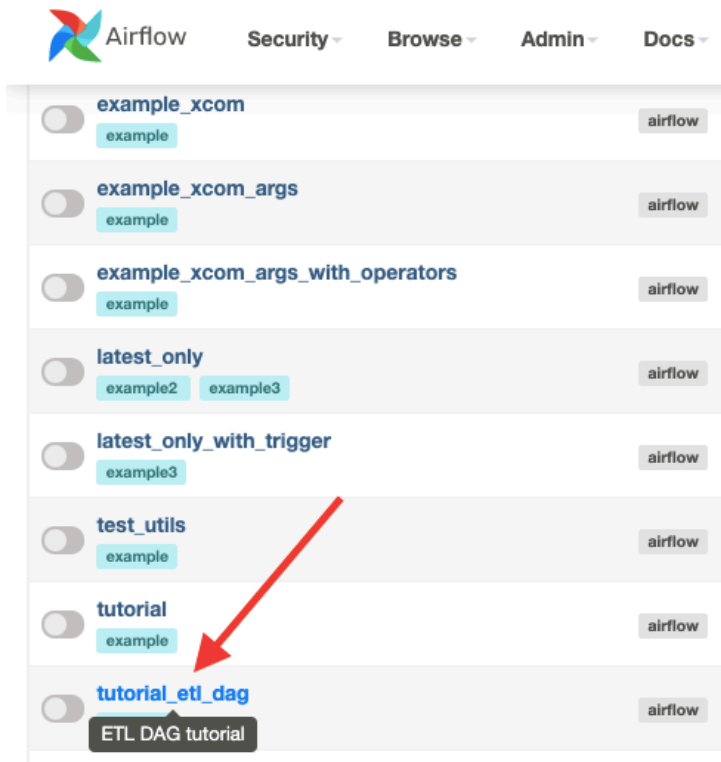 Airflow Security Browse Admin Docs
example_xcom
example airflow
example_xcom_args
example airflow
example_xcom_args_with_operators
example airflow
latest_only
example2 example3 airflow
latest_only_with_trigger
example3 airflow
test_utils
example airflow
tutorial
example airflow
tutorial_etl_dag
airflow
ETL DAG tutorial